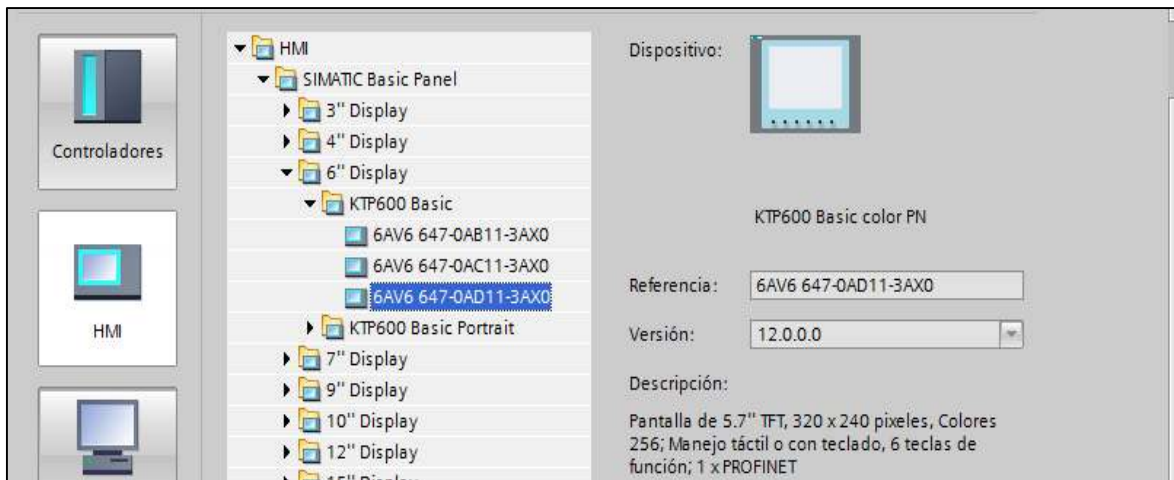 Controladores
HMI
HMI
SIMATIC Basic Panel
3" Display
4" Display
6" Display
KTP600 Basic
6AV6 647-0AB11-3AX0
6AV6 647-0AC11-3AX0
6AV6 647-0AD11-3AX0
KTP600 Basic Portrait
7" Display
9" Display
10" Display
12" Display
15" Display
Dispositivo:
KTP600 Basic color PN
Referencia: 6AV6 647-0AD11-3AX0
Versión: 12.0.0.0
Descripción:
Pantalla de 5.7" TFT, 320 x 240 pixeles, Colores
256; Manejo táctil o con teclado, 6 teclas de
función; 1 x PROFINET